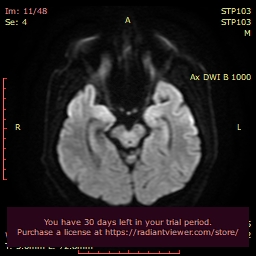 Im: 11/48
Se: 4
A
STP103
STP103
M
Ax DWI B 1000
R
L
You have 30 days left in your trial period.
Purchase a license at https://radiantviewer.com/store/